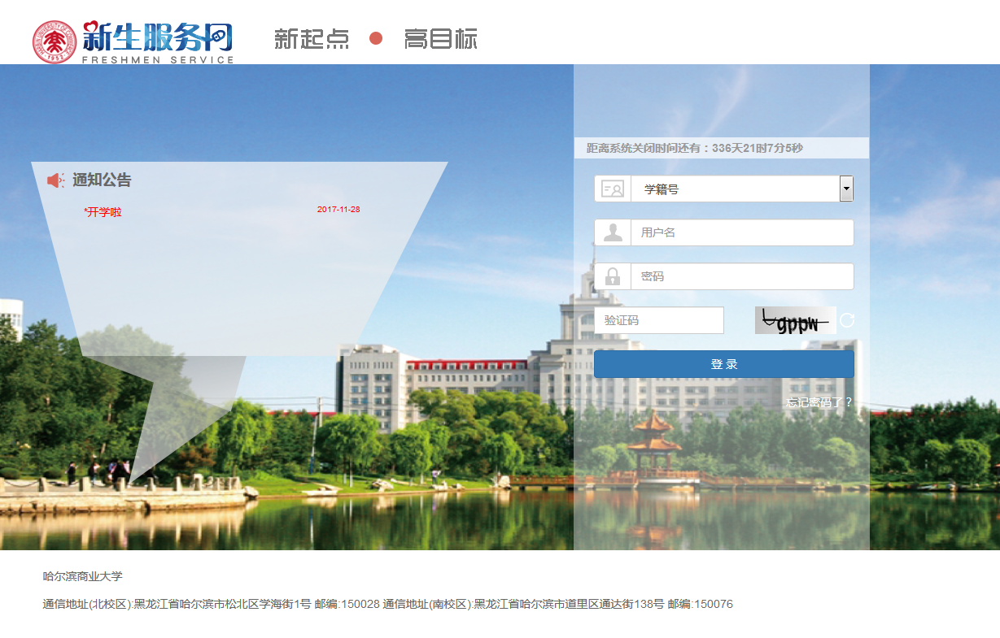 新生服务网
FRESHMEN SERVICE
新起点 ● 高目标
距离系统关闭时间还有：336天21时7分5秒
通知公告
*开学啦 2017-11-28
学籍号
用户名
密码
验证码
gppw
登 录
忘记密码了？
哈尔滨商业大学
通信地址(北校区):黑龙江省哈尔滨市松北区学海街1号 邮编:150028 通信地址(南校区):黑龙江省哈尔滨市道里区通达街138号 邮编:150076